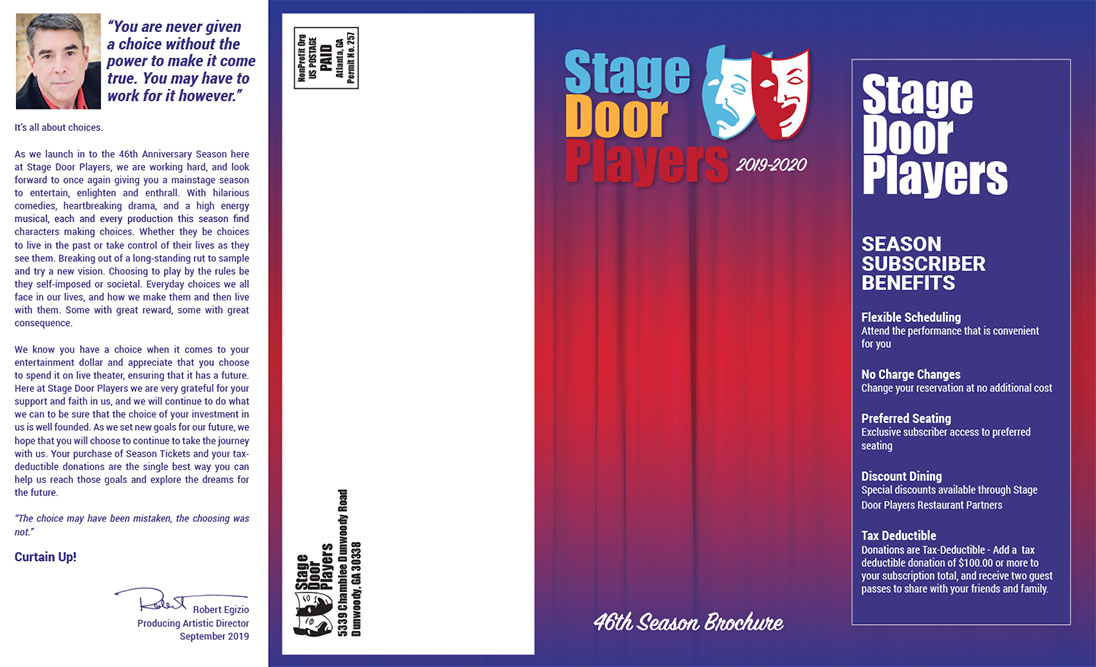 “You are never given
a choice without the
power to make it come
true. You may have to
work for it however.”
It’s all about choices.
As we launch in to the 46th Anniversary Season here
at Stage Door Players, we are working hard, and look
forward to once again giving you a mainstage season
to entertain, enlighten and enthrall. With hilarious
comedies, heartbreaking drama, and a high energy
musical, each and every production this season find
characters making choices. Whether they be choices
to live in the past or take control of their lives as they
see them. Breaking out of a long-standing rut to sample
and try a new vision. Choosing to play by the rules be
they self-imposed or societal. Everyday choices we all
face in our lives, and how we make them and then live
with them. Some with great reward, some with great
consequence.
We know you have a choice when it comes to your
entertainment dollar and appreciate that you choose
to spend it on live theater, ensuring that it has a future.
Here at Stage Door Players we are very grateful for your
support and faith in us, and we will continue to do what
we can to be sure that the choice of your investment in
us is well founded. As we set new goals for our future, we
hope that you will choose to continue to take the journey
with us. Your purchase of Season Tickets and your tax-
deductible donations are the single best way you can
help us reach those goals and explore the dreams for
the future.
“The choice may have been mistaken, the choosing was
not.”
Curtain Up!
Robert
Robert Egizio
Producing Artistic Director
September 2019
NonProfit Org
US POSTAGE
PAID
Atlanta, GA
Permit No. 257
Stage
Door
Players
5339 Chamblee Dunwoody Road
Dunwoody, GA 30338
Stage
Door
Players
2019-2020
46th Season Brochure
Stage
Door
Players
SEASON
SUBSCRIBER
BENEFITS
Flexible Scheduling
Attend the performance that is convenient
for you
No Charge Changes
Change your reservation at no additional cost
Preferred Seating
Exclusive subscriber access to preferred
seating
Discount Dining
Special discounts available through Stage
Door Players Restaurant Partners
Tax Deductible
Donations are Tax-Deductible - Add a tax
deductible donation of $100.00 or more to
your subscription total, and receive two guest
passes to share with your friends and family.